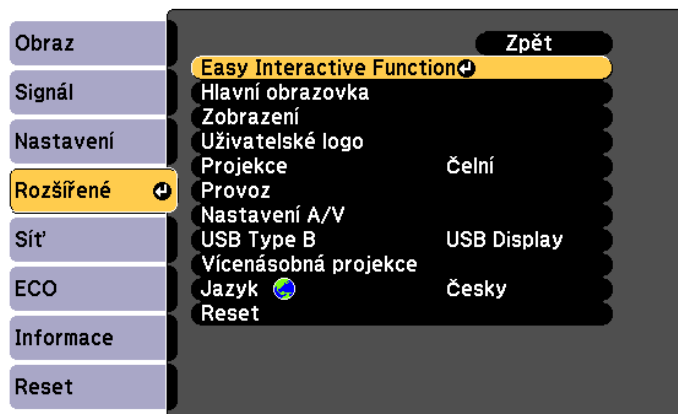 Obraz
Signál
Nastavení
Rozšířené
Síť
ECO
Informace
Reset
Zpět
Easy Interactive Function
Hlavní obrazovka
Zobrazení
Uživatelské logo
Projekce Čelní
Provoz
Nastavení A/V
USB Type B USB Display
Vícenásobná projekce
Jazyk Česky
Reset